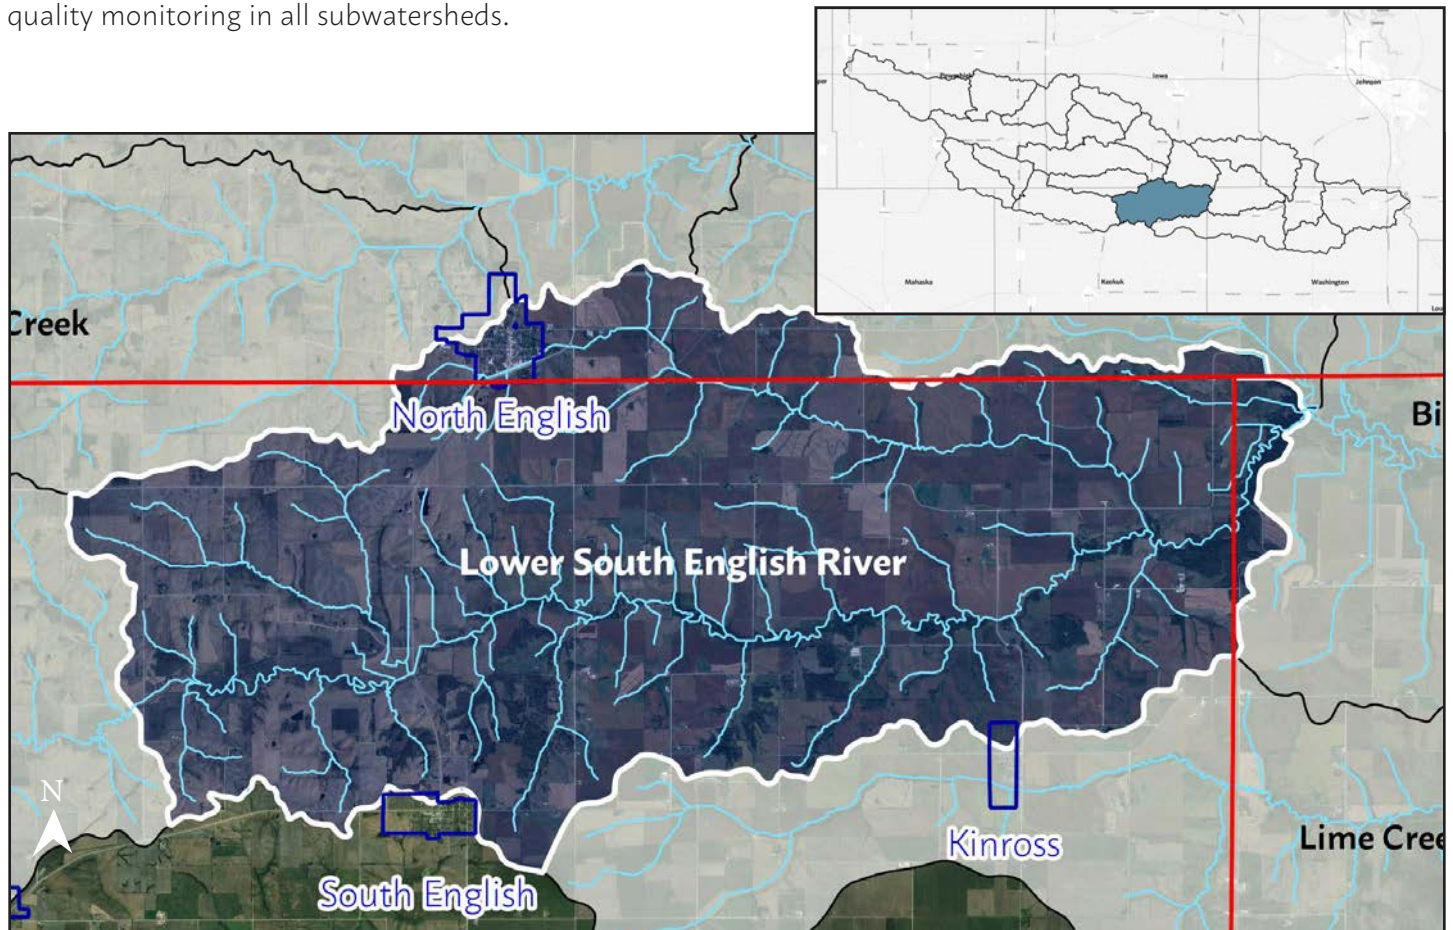 quality monitoring in all subwatersheds.
Iowa
Johnson
Mahaska
Keokuk
Washington
Creek
North English
Bi
Lower South English River
N
Kinross
Lime Cree
South English